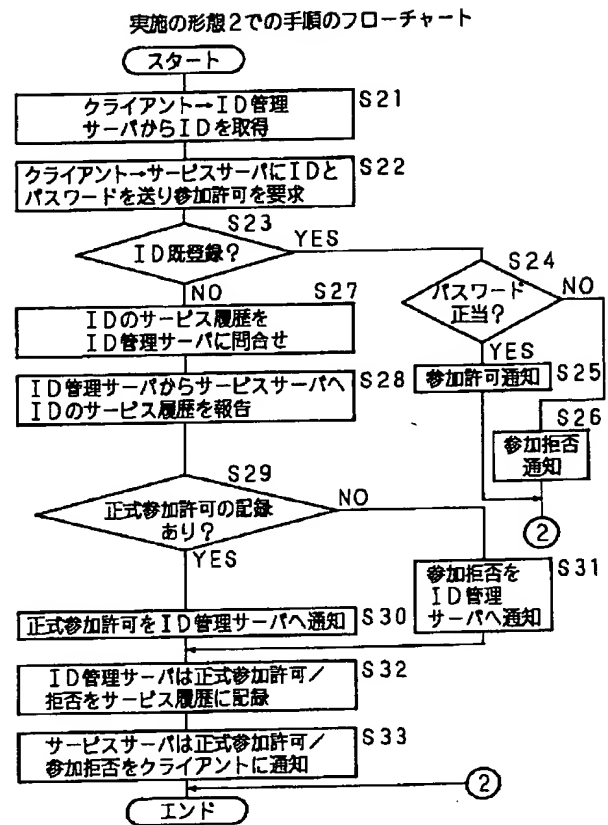 実施の形態2での手順のフローチャート
スタート
クライアント→ID管理
サーバからIDを取得
S21
クライアント→サービスサーバにIDと
パスワードを送り参加許可を要求
S22
S23
ID既登録?
YES
NO
S24
パスワード
正当?
NO
YES
S27
IDのサービス履歴を
ID管理サーバに問合せ
参加許可通知
S25
ID管理サーバからサービスサーバへ
IDのサービス履歴を報告
S28
S26
参加拒否
通知
②
S29
正式参加許可の記録
あり?
NO
YES
参加拒否を
ID管理
サーバへ通知
S31
正式参加許可をID管理サーバへ通知
S30
ID管理サーバは正式参加許可/
拒否をサービス履歴に記録
S32
サービスサーバは正式参加許可/
参加拒否をクライアントに通知
S33
②
エンド